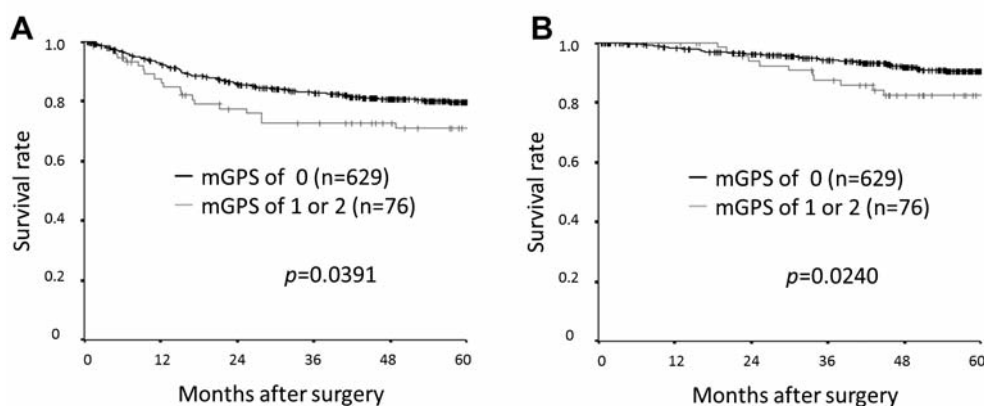 A
1.0
0.8
0.6
0.4
0.2
0
Survival rate
mGPS of 0 (n=629)
mGPS of 1 or 2 (n=76)
p=0.0391
0 12 24 36 48 60
Months after surgery
B
1.0
0.8
0.6
0.4
0.2
0
Survival rate
mGPS of 0 (n=629)
mGPS of 1 or 2 (n=76)
p=0.0240
0 12 24 36 48 60
Months after surgery